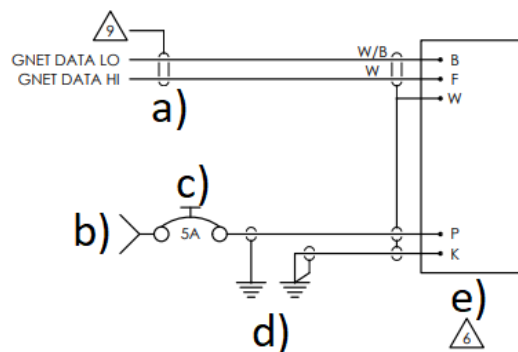 9
GNET DATA LO W/B B
GNET DATA HI W F
W
a)
c)
b) 5A P
K
d) e)
6